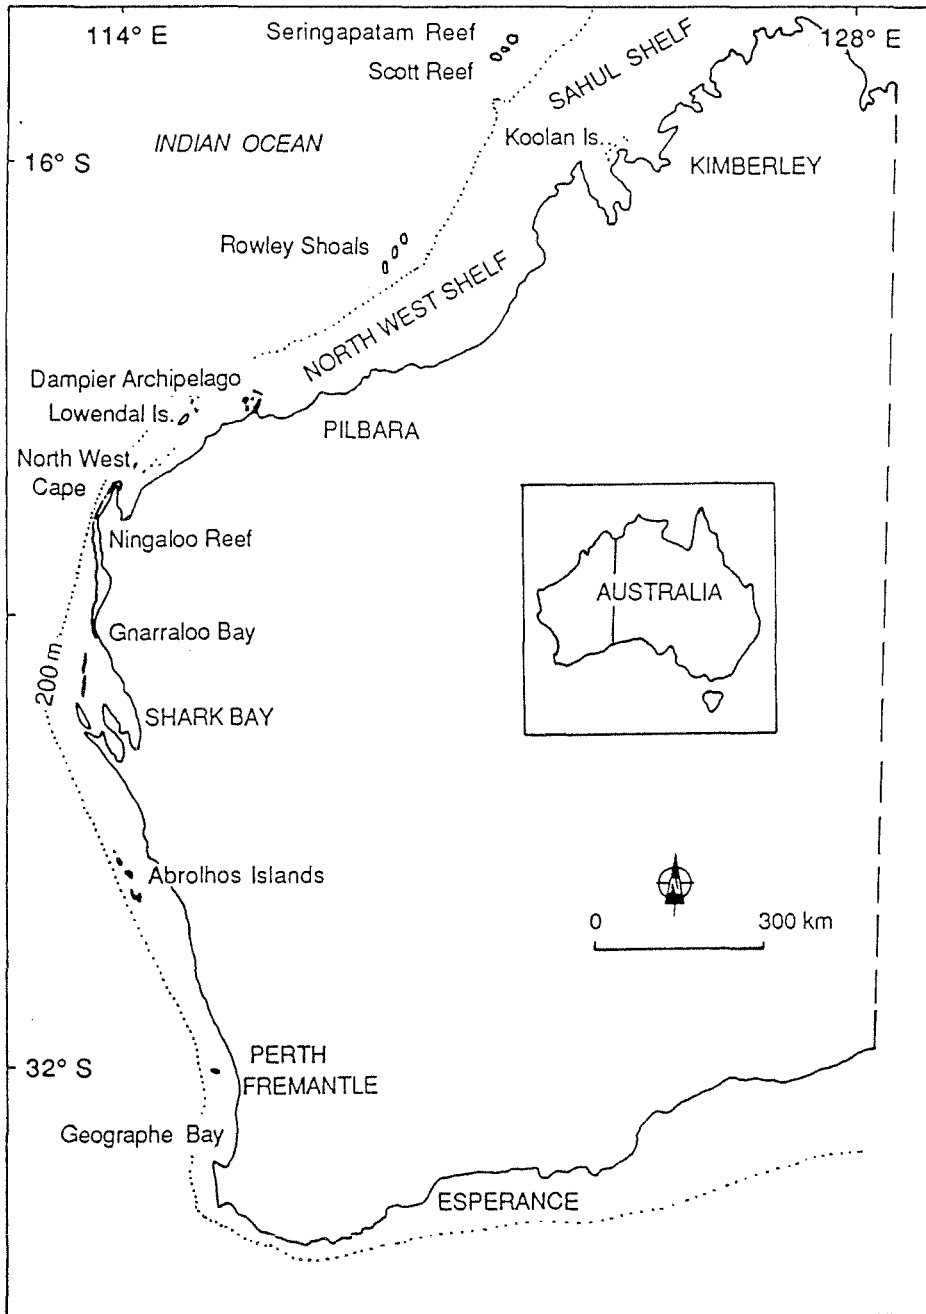 114° E
128° E
Seringapatam Reef
Scott Reef
SAHUL SHELF
INDIAN OCEAN
Koolan Is.
16° S
KIMBERLEY
Rowley Shoals
NORTH WEST SHELF
Dampier Archipelago
Lowendal Is.
PILBARA
North West
Cape
Ningaloo Reef
AUSTRALIA
Gnarraloo Bay
200 m
SHARK BAY
Abrolhos Islands
0
300 km
32° S
PERTH
FREMANTLE
Geographe Bay
ESPERANCE